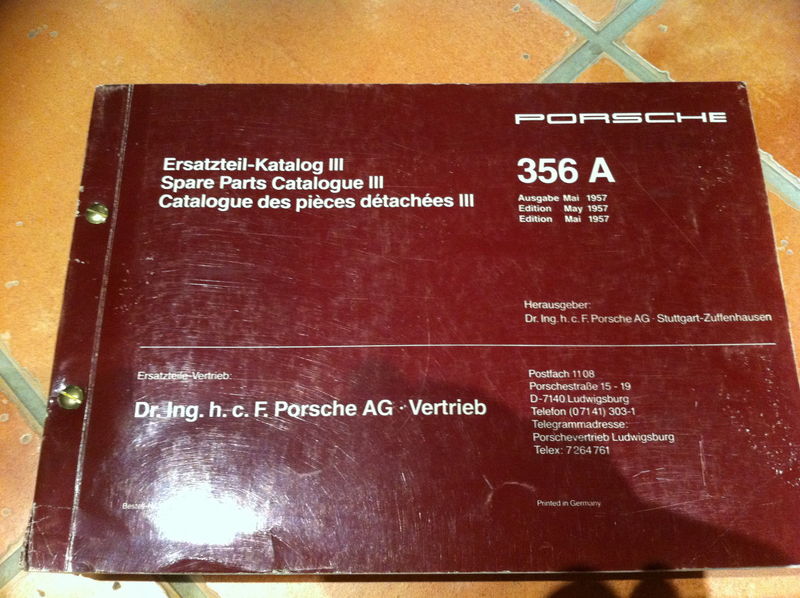 PORSCHE
Ersatzteil-Katalog III
Spare Parts Catalogue III
Catalogue des pièces détachées III
356 A
Ausgabe Mai 1957
Edition May 1957
Edition Mai 1957
Herausgeber:
Dr. Ing. h. c. F. Porsche AG · Stuttgart-Zuffenhausen
Ersatzteile-Vertrieb:
Dr. Ing. h. c. F. Porsche AG · Vertrieb
Postfach 1108
Porschestraße 15 - 19
D-7140 Ludwigsburg
Telefon (07141) 303-1
Telegrammadresse:
Porschevertrieb Ludwigsburg
Telex: 7264761
Printed in Germany